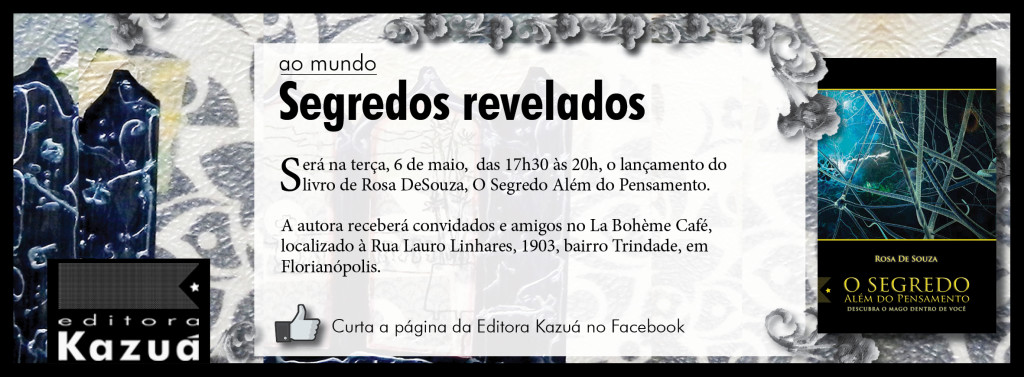 ao mundo
Segredos revelados
Será na terça, 6 de maio, das 17h30 às 20h, o lançamento do
livro de Rosa DeSouza, O Segredo Além do Pensamento.
A autora receberá convidados e amigos no La Bohème Café,
localizado à Rua Lauro Linhares, 1903, bairro Trindade, em
Florianópolis.
Curta a página da Editora Kazuá no Facebook
editora
Kazuá
Rosa De Souza
O SEGREDO
Além do Pensamento
DESCUBRA O MAGO DENTRO DE VOCÊ